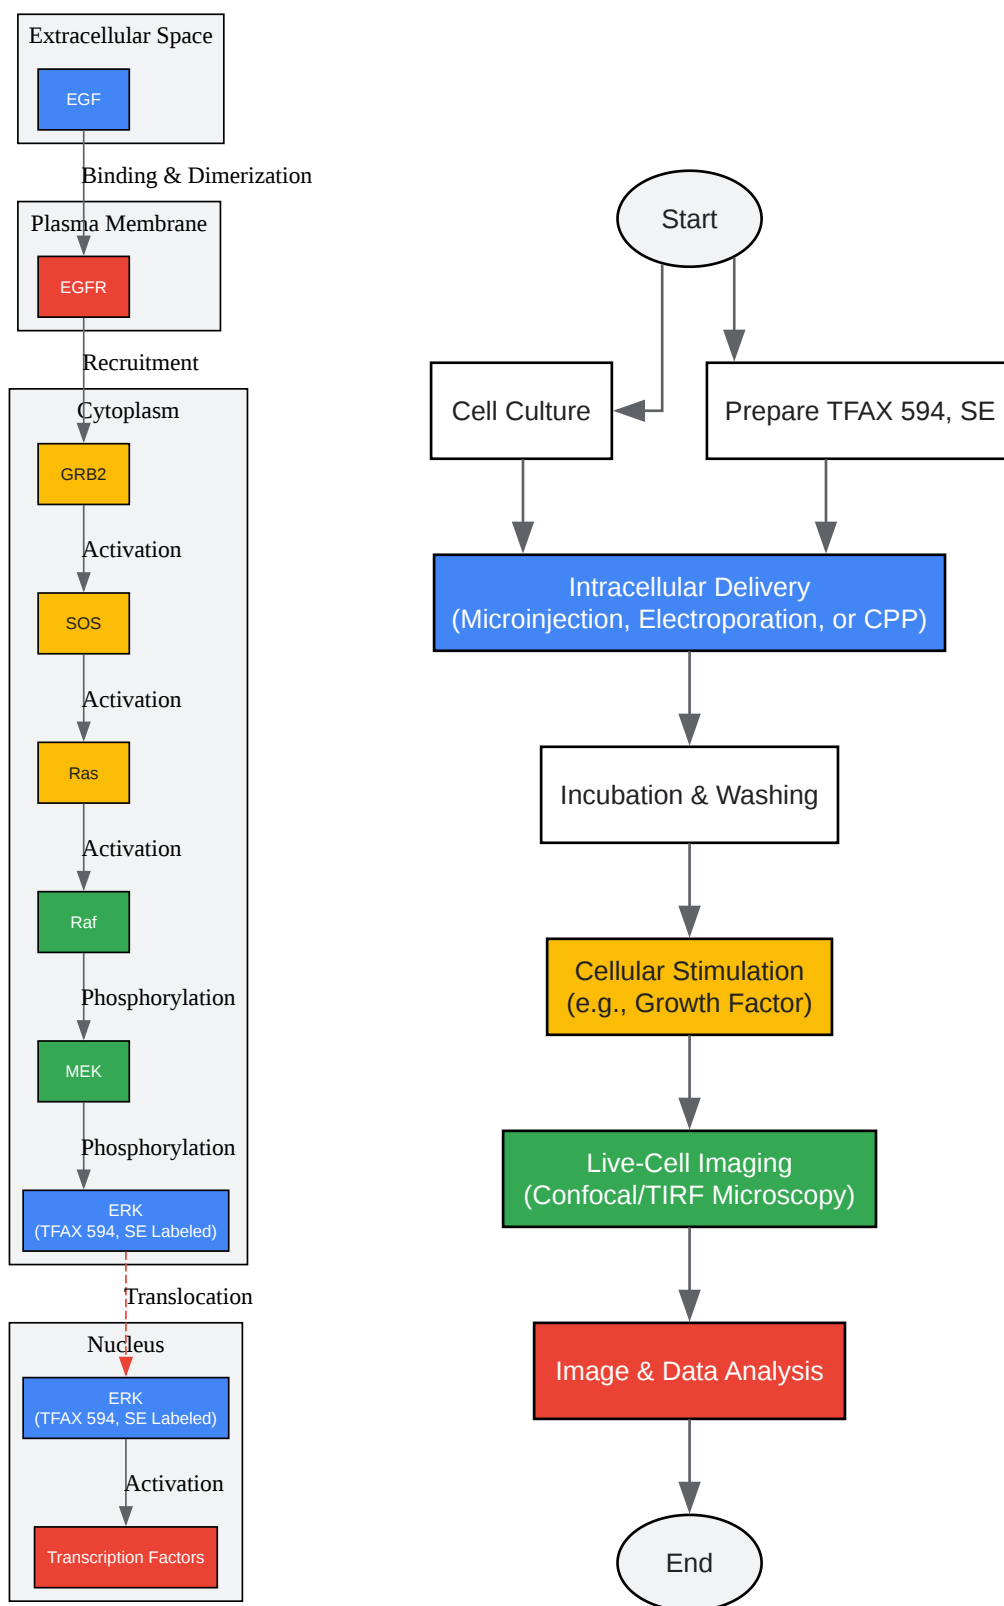 Extracellular Space
EGF
Binding & Dimerization
Plasma Membrane
EGFR
Recruitment
Cytoplasm
GRB2
Activation
SOS
Activation
Ras
Activation
Raf
Phosphorylation
MEK
Phosphorylation
ERK
(TFAX 594, SE Labeled)
Translocation
Nucleus
ERK
(TFAX 594, SE Labeled)
Activation
Transcription Factors
Start
Cell Culture
Prepare TFAX 594, SE
Intracellular Delivery
(Microinjection, Electroporation, or CPP)
Incubation & Washing
Cellular Stimulation
(e.g., Growth Factor)
Live-Cell Imaging
(Confocal/TIRF Microscopy)
Image & Data Analysis
End